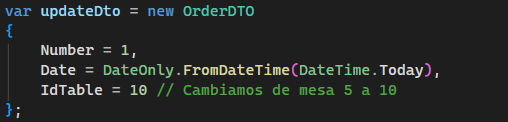 var updateDto = new OrderDTO
{
    Number = 1,
    Date = DateOnly.FromDateTime(DateTime.Today),
    IdTable = 10 // Cambiamos de mesa 5 a 10
};